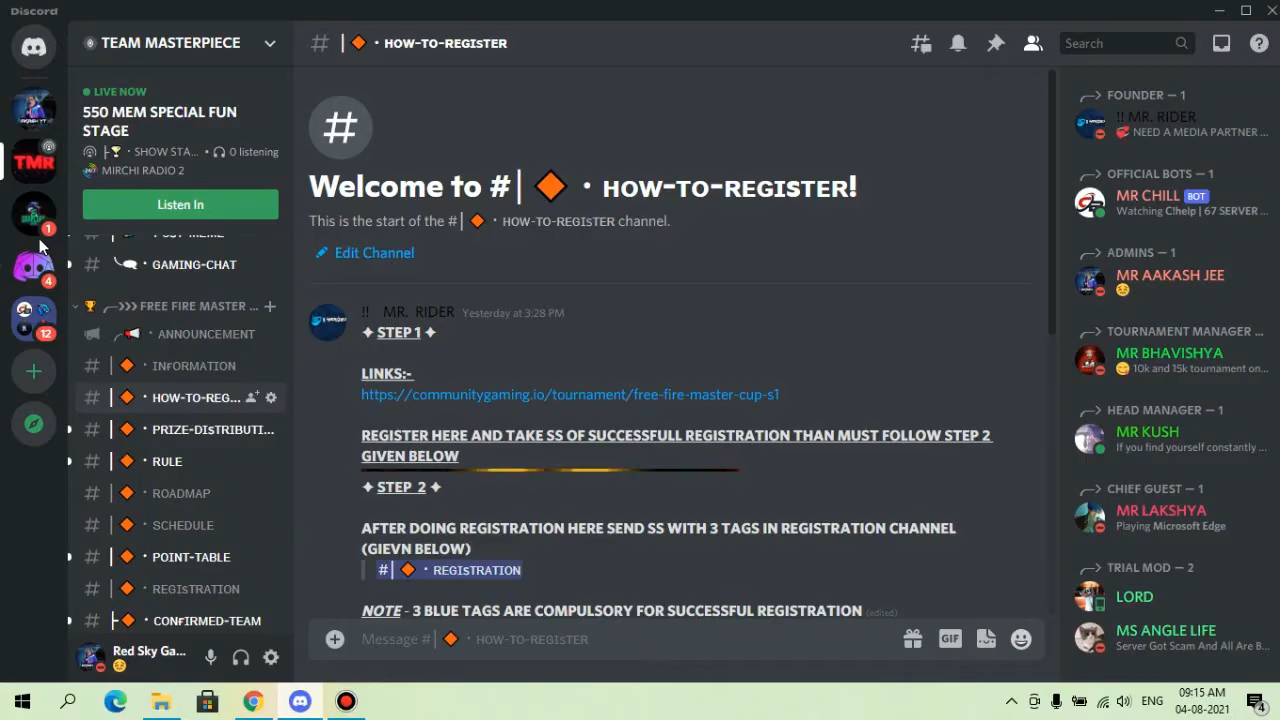 Discord
TEAM MASTERPIECE
LIVE NOW
550 MEM SPECIAL FUN
STAGE
SHOW STA... • 0 listening
MIRCHI RADIO 2
Listen In
# GAMING-CHAT
FREE FIRE MASTER ... +
ANNOUNCEMENT
# | INFORMATION
# | HOW-TO-REG...
# | PRIZE-DISTRIBUTI...
# | RULE
# | ROADMAP
# | SCHEDULE
# | POINT-TABLE
# | REGISTRATION
# CONFIRMED-TEAM
Red Sky Ga...
TMR
1
4
12
# | 🔶・HOW-TO-REGISTER
Search
#
Welcome to #| 🔶・HOW-TO-REGISTER!
This is the start of the #| 🔶・HOW-TO-REGISTER channel.
Edit Channel
!! MR. RIDER Yesterday at 3:28 PM
✦ STEP 1 ✦
LINKS:-
https://communitygaming.io/tournament/free-fire-master-cup-s1
REGISTER HERE AND TAKE SS OF SUCCESSFULL REGISTRATION THAN MUST FOLLOW STEP 2
GIVEN BELOW
✦ STEP 2 ✦
AFTER DOING REGISTRATION HERE SEND SS WITH 3 TAGS IN REGISTRATION CHANNEL
(GIEVN BELOW)
#| 🔶・REGISTRATION
NOTE - 3 BLUE TAGS ARE COMPULSORY FOR SUCCESSFUL REGISTRATION (edited)
Message #| 🔶・HOW-TO-REGISTER
GIF
FOUNDER — 1
!! MR. RIDER
NEED A MEDIA PARTNER ...
OFFICIAL BOTS — 1
MR CHILL BOT
Watching C!help | 67 SERVER ...
ADMINS — 1
MR AAKASH JEE
TOURNAMENT MANAGER ...
MR BHAVISHYA
10k and 15k tournament on...
HEAD MANAGER — 1
MR KUSH
If you find yourself constantly ...
CHIEF GUEST — 1
MR LAKSHYA
Playing Microsoft Edge
TRIAL MOD — 2
LORD
MS ANGLE LIFE
Server Got Scam And All Are B...
ENG
09:15 AM
04-08-2021
4